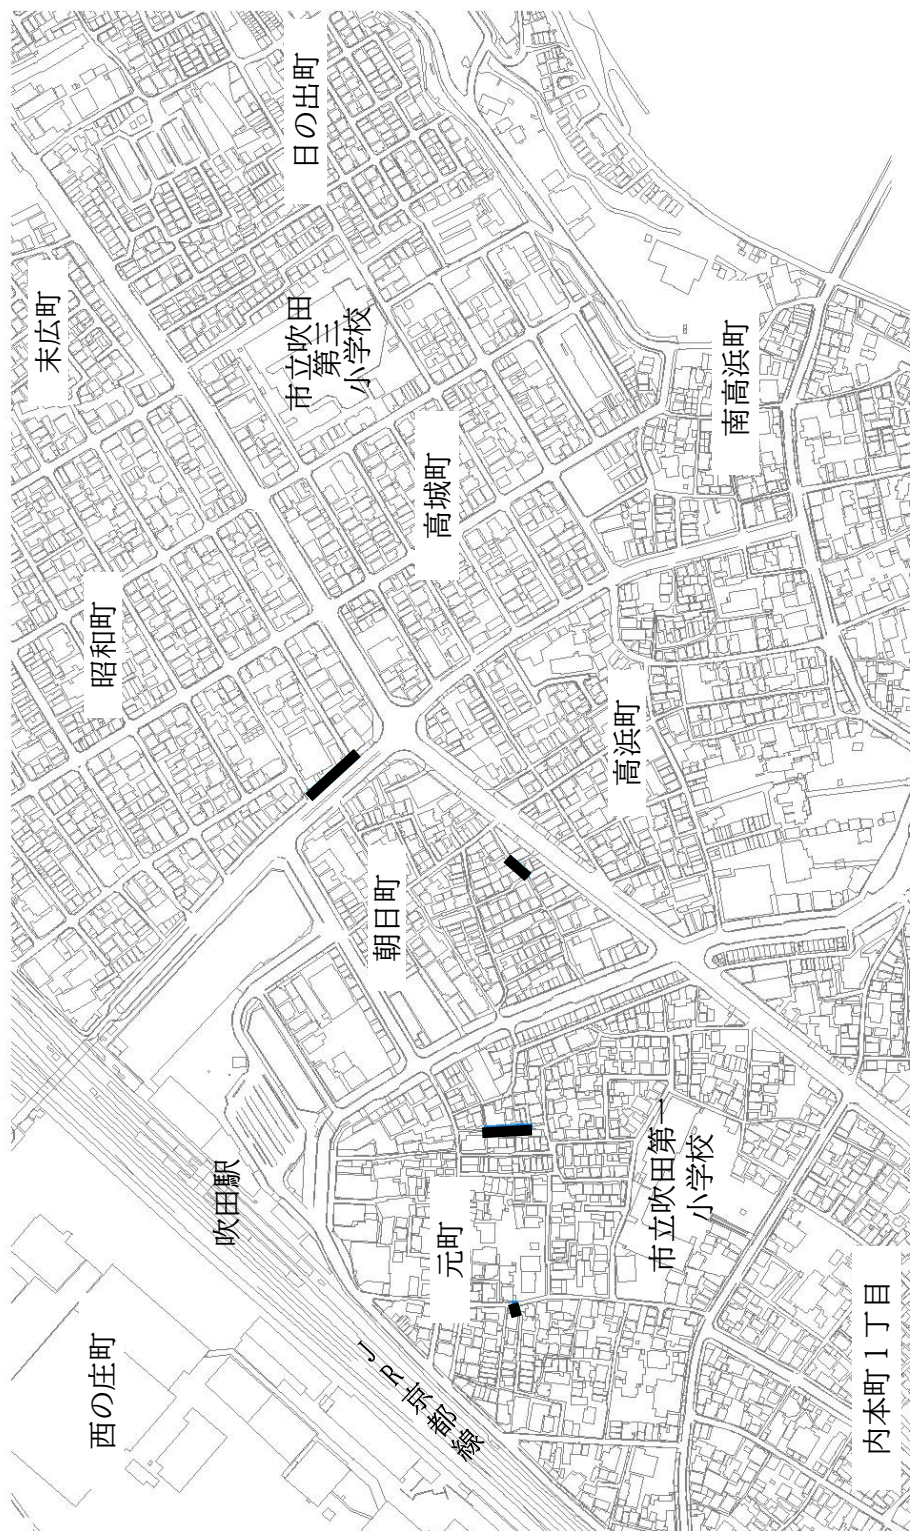 西の庄町
吹田駅
JR京都線
昭和町
末広町
日の出町
市立吹田
第三
小学校
朝日町
高城町
元町
高浜町
南高浜町
市立吹田第一
小学校
内本町1丁目